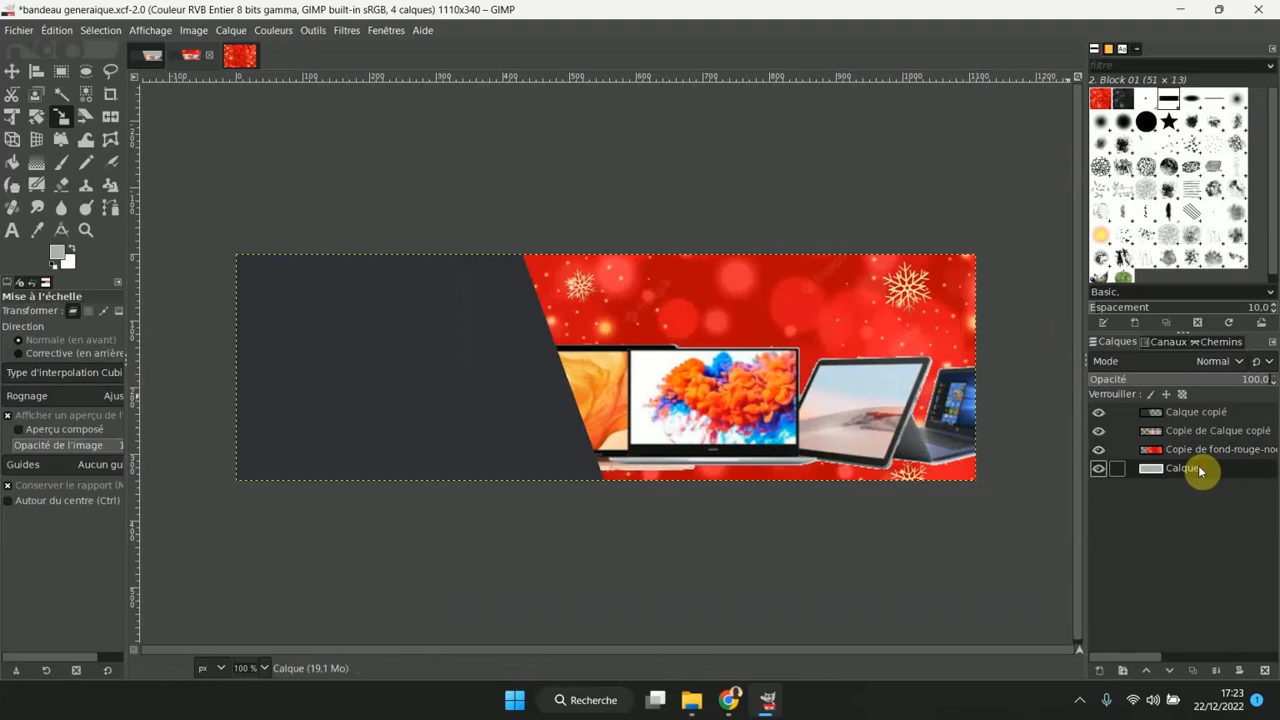 *bandeau generaique.xcf-2.0 (Couleur RVB Entier 8 bits gamma, GIMP built-in sRGB, 4 calques) 1110x340 – GIMP
Fichier Édition Sélection Affichage Image Calque Couleurs Outils Filtres Fenêtres Aide
filtre
2. Block 01 (51 × 13)
Mise à l'échelle
Transformer :
Direction
Normale (en avant)
Corrective (en arrière
Type d'interpolation Cubi
Rognage Ajus
Afficher un aperçu de l'
Aperçu composé
Opacité de l'image 1
Guides Aucun gu
Conserver le rapport (M
Autour du centre (Ctrl)
Basic.
Espacement 10,0
Calques Canaux Chemins
Mode Normal
Opacité 100,0
Verrouiller :
Calque copié
Copie de Calque copié
Copie de fond-rouge-noe
Calque
px 100 % Calque (19,1 Mo)
Recherche
17:23
22/12/2022
1